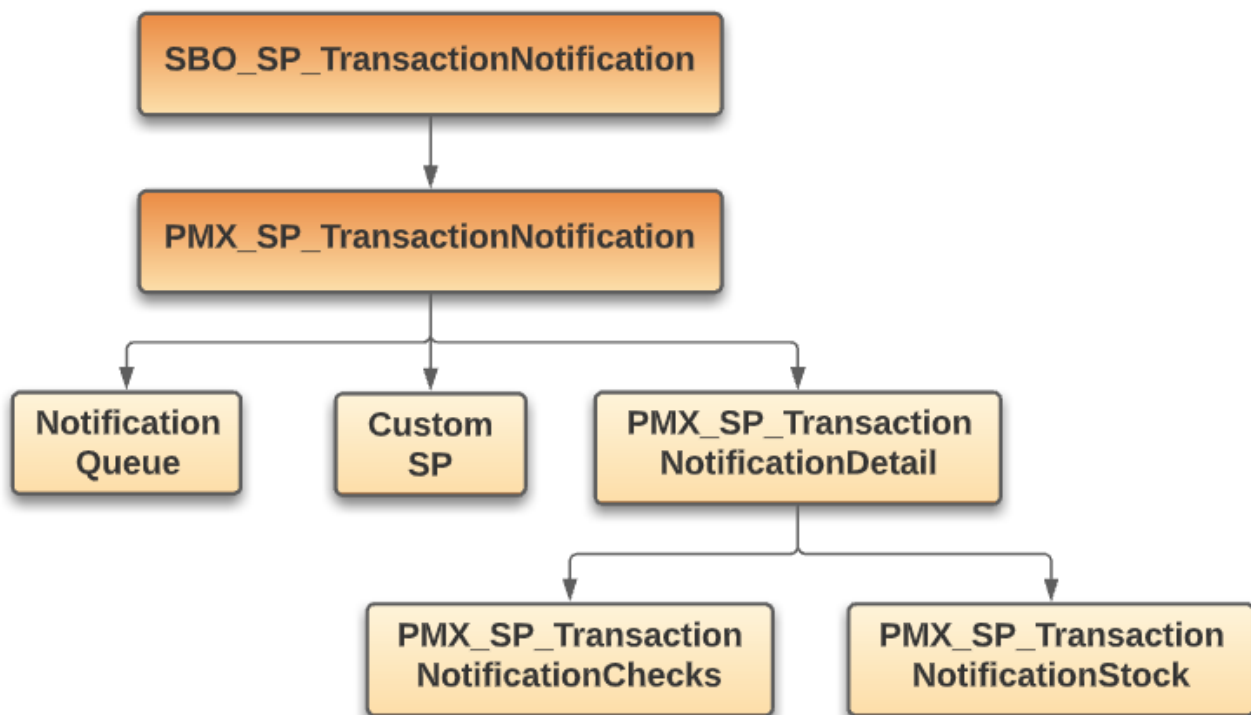 SBO_SP_TransactionNotification
PMX_SP_TransactionNotification
Notification
Queue
Custom
SP
PMX_SP_Transaction
NotificationDetail
PMX_SP_Transaction
NotificationChecks
PMX_SP_Transaction
NotificationStock